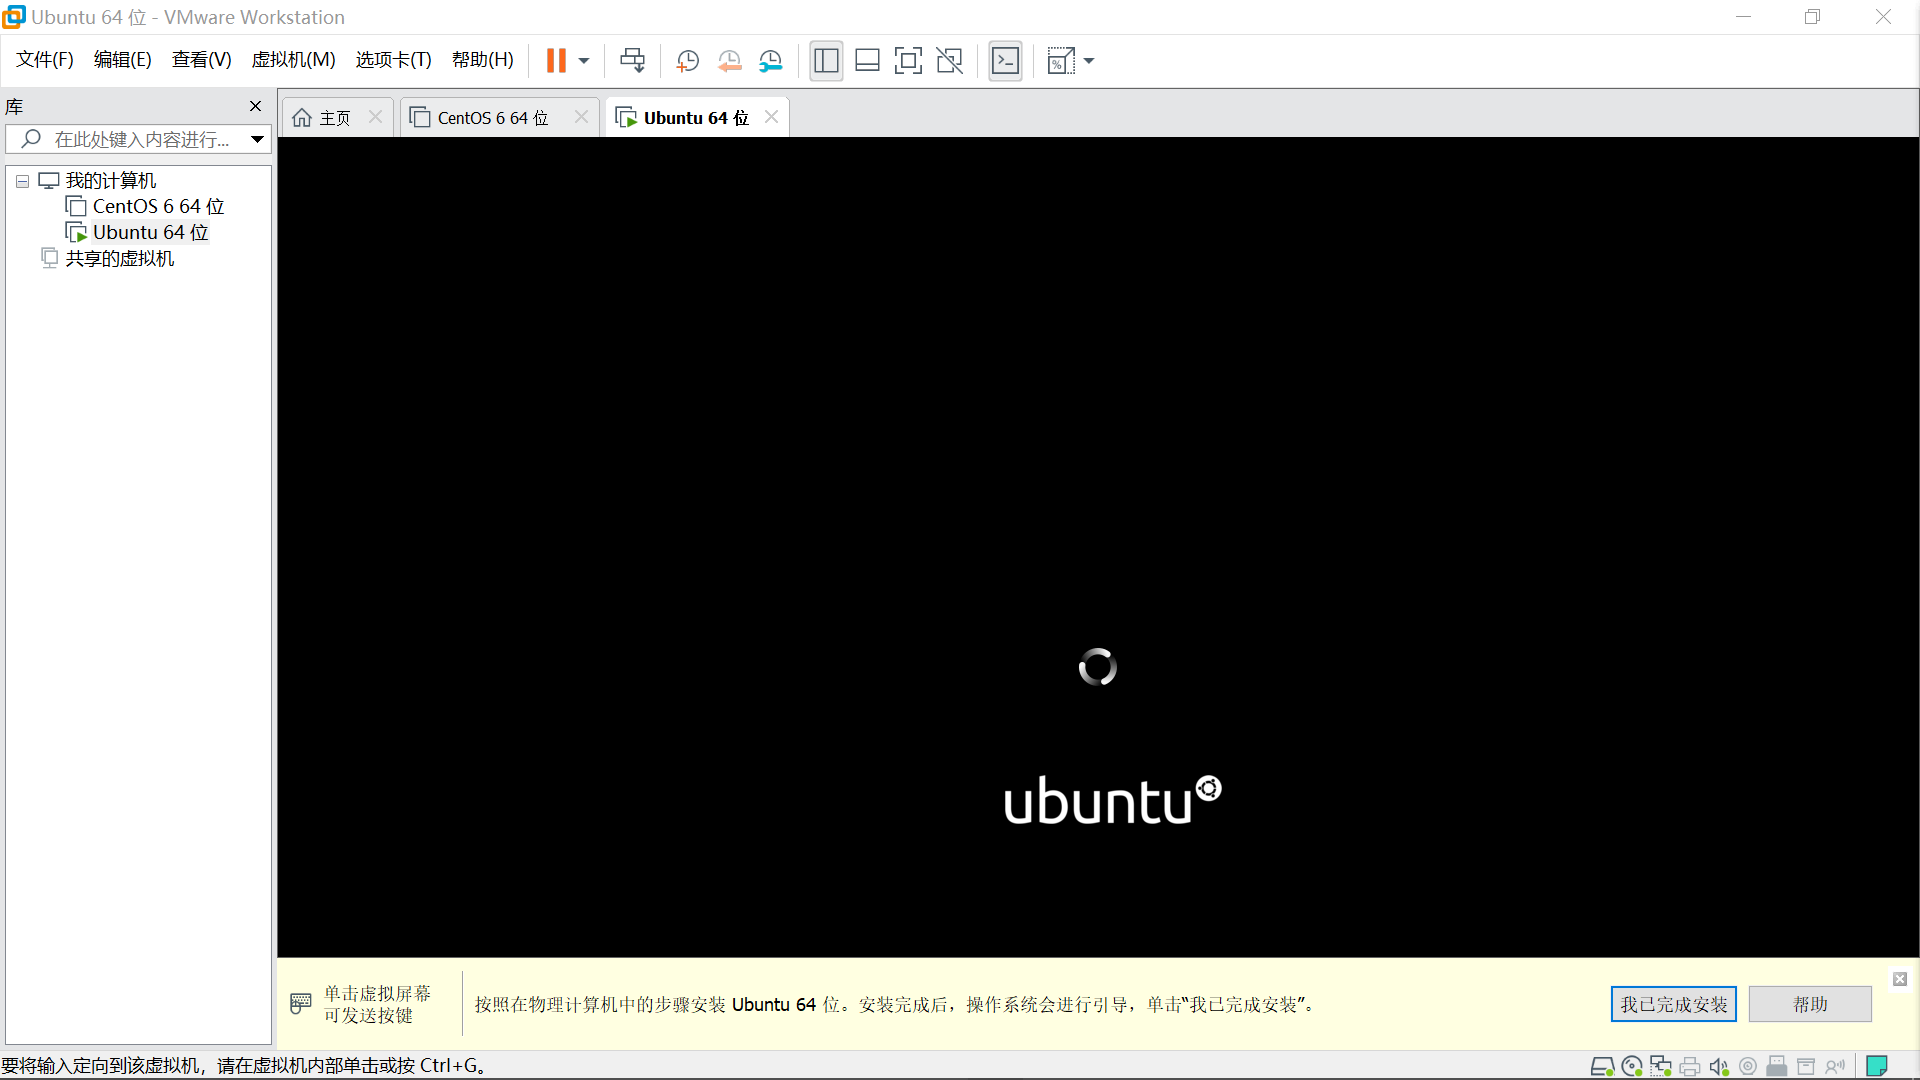 Ubuntu 64 位 - VMware Workstation
文件(F) 编辑(E) 查看(V) 虚拟机(M) 选项卡(T) 帮助(H)
库
主页 CentOS 6 64 位 Ubuntu 64 位
在此处键入内容进行...
我的计算机
CentOS 6 64 位
Ubuntu 64 位
共享的虚拟机
ubuntu
单击虚拟屏幕
可发送按键
按照在物理计算机中的步骤安装 Ubuntu 64 位。安装完成后，操作系统会进行引导，单击“我已完成安装”。
我已完成安装 帮助
要将输入定向到该虚拟机，请在虚拟机内部单击或按 Ctrl+G。